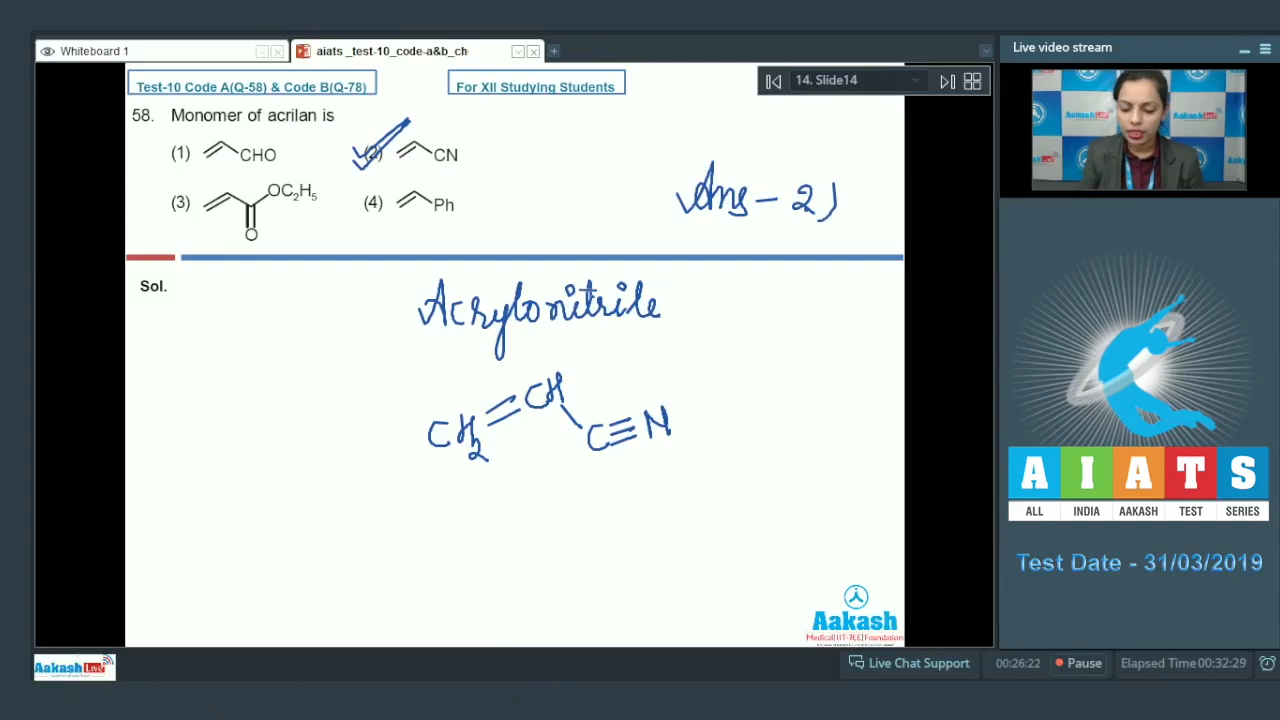 Whiteboard 1
aiats _test-10_code-a&b_ch
Live video stream
Test-10 Code A(Q-58) & Code B(Q-78)
For XII Studying Students
14. Slide14
58. Monomer of acrilan is
(1) CHO
(2) CN
(3) OC2H5
O
(4) Ph
Ans - 2)
Sol.
Acrylonitrile
CH2=CH
C≡N
AIATS
ALL INDIA AAKASH TEST SERIES
Test Date - 31/03/2019
Aakash
Medical|IIT-JEE|Foundation
Aakash Live
Live Chat Support
00:26:22
Pause
Elapsed Time 00:32:29